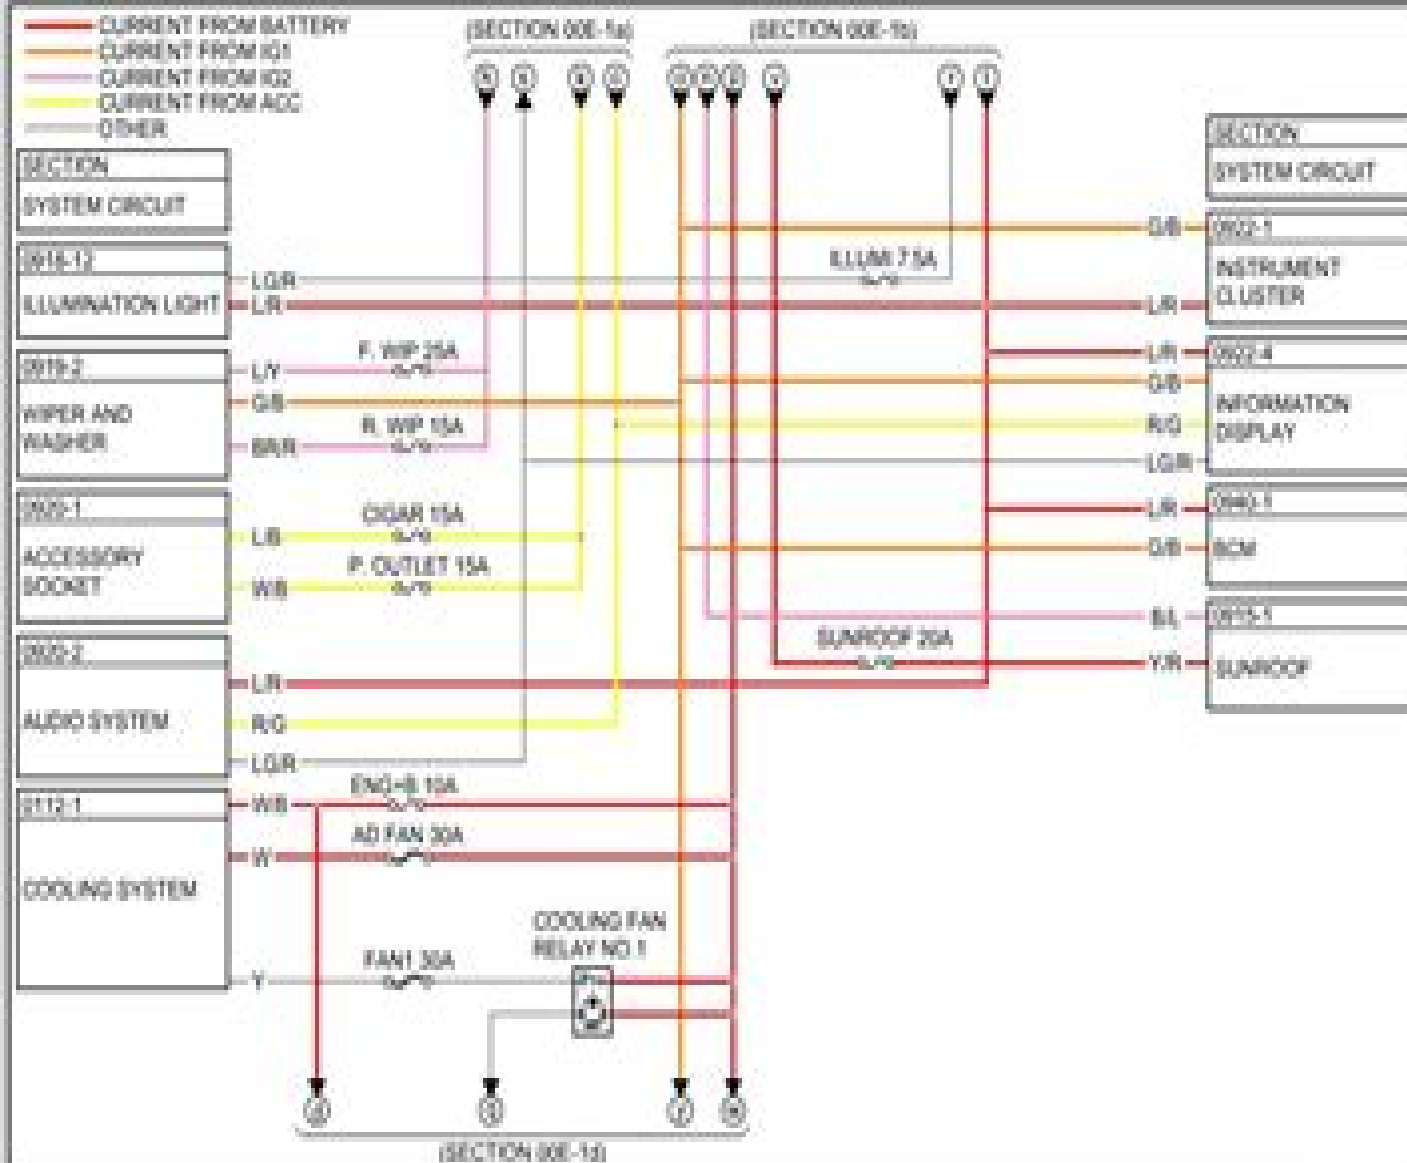 CURRENT FROM BATTERY
CURRENT FROM IG1
CURRENT FROM IG2
CURRENT FROM ACC
OTHER
(SECTION 00E-1a)
(SECTION 00E-1b)
SECTION
SYSTEM CIRCUIT
SECTION
SYSTEM CIRCUIT
0918-12
ILLUMINATION LIGHT
LG/R
L/R
ILLUMI 7.5A
G/B
L/R
0922-1
INSTRUMENT
CLUSTER
0919-2
WIPER AND
WASHER
L/Y
G/B
BR/R
F. WIP 25A
R. WIP 15A
L/R
G/B
R/G
LG/R
0922-4
INFORMATION
DISPLAY
0920-1
ACCESSORY
SOCKET
L/B
W/B
CIGAR 15A
P. OUTLET 15A
L/R
G/B
0940-1
BCM
B/L
Y/R
0915-1
SUNROOF
SUNROOF 20A
0920-2
AUDIO SYSTEM
L/R
R/G
LG/R
0112-1
COOLING SYSTEM
W/B
W
Y
ENG+B 10A
AD FAN 30A
FAN1 30A
COOLING FAN
RELAY NO.1
(SECTION 00E-1d)